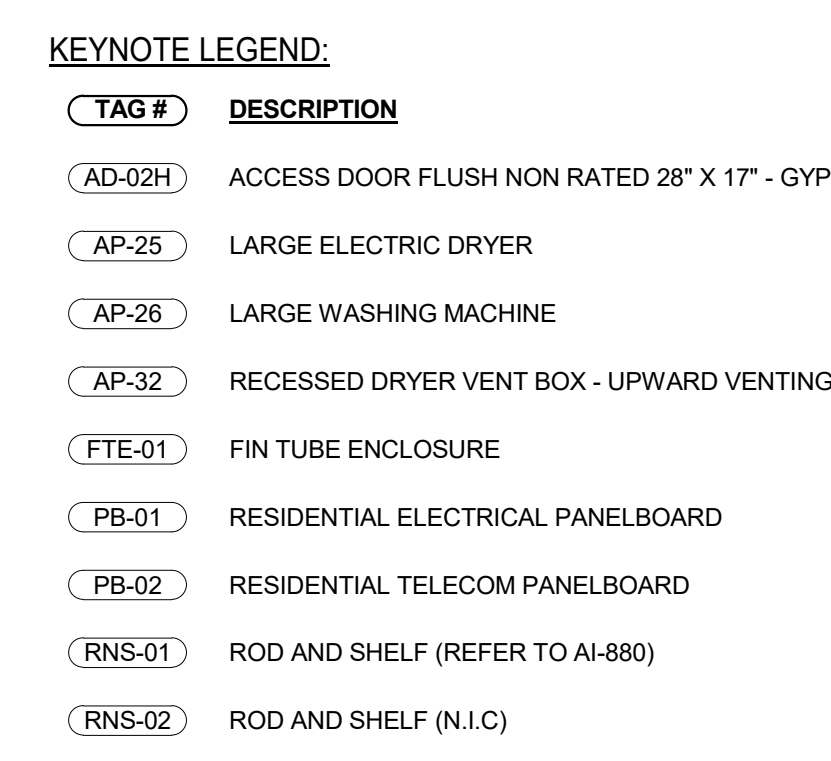 KEYNOTE LEGEND:
TAG # DESCRIPTION
AD-02H ACCESS DOOR FLUSH NON RATED 28" X 17" - GYP
AP-25 LARGE ELECTRIC DRYER
AP-26 LARGE WASHING MACHINE
AP-32 RECESSED DRYER VENT BOX - UPWARD VENTING
FTE-01 FIN TUBE ENCLOSURE
PB-01 RESIDENTIAL ELECTRICAL PANELBOARD
PB-02 RESIDENTIAL TELECOM PANELBOARD
RNS-01 ROD AND SHELF (REFER TO AI-880)
RNS-02 ROD AND SHELF (N.I.C)